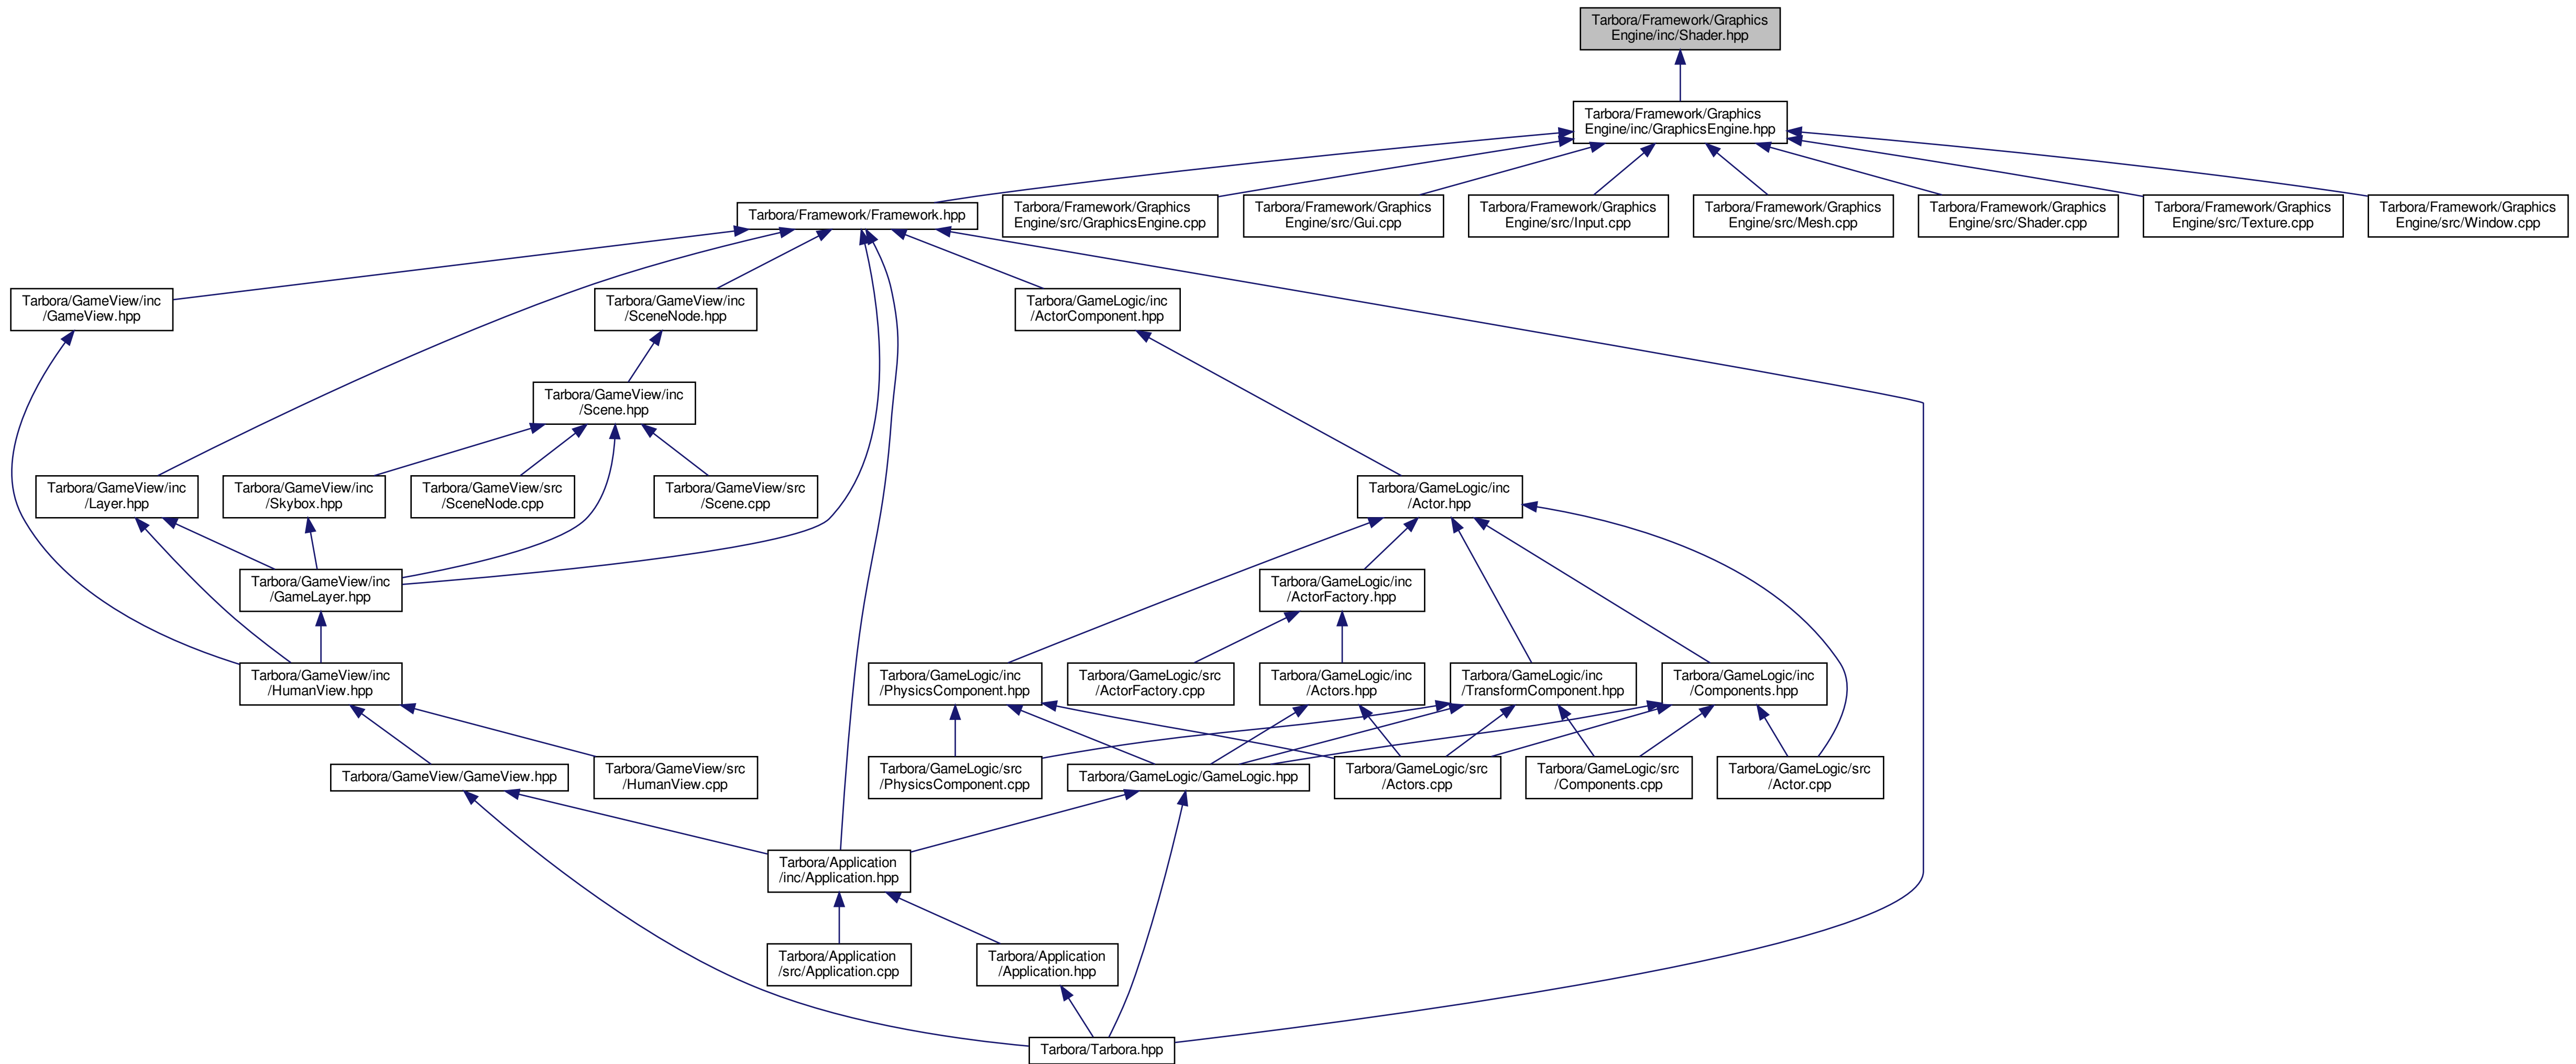 Tarbora/Framework/Graphics
Engine/inc/Shader.hpp
Tarbora/Framework/Graphics
Engine/inc/GraphicsEngine.hpp
Tarbora/Framework/Framework.hpp
Tarbora/Framework/Graphics
Engine/src/GraphicsEngine.cpp
Tarbora/Framework/Graphics
Engine/src/Gui.cpp
Tarbora/Framework/Graphics
Engine/src/Input.cpp
Tarbora/Framework/Graphics
Engine/src/Mesh.cpp
Tarbora/Framework/Graphics
Engine/src/Shader.cpp
Tarbora/Framework/Graphics
Engine/src/Texture.cpp
Tarbora/Framework/Graphics
Engine/src/Window.cpp
Tarbora/GameView/inc
/GameView.hpp
Tarbora/GameView/inc
/SceneNode.hpp
Tarbora/GameLogic/inc
/ActorComponent.hpp
Tarbora/GameView/inc
/Scene.hpp
Tarbora/GameView/inc
/Layer.hpp
Tarbora/GameView/inc
/Skybox.hpp
Tarbora/GameView/src
/SceneNode.cpp
Tarbora/GameView/src
/Scene.cpp
Tarbora/GameLogic/inc
/Actor.hpp
Tarbora/GameView/inc
/GameLayer.hpp
Tarbora/GameLogic/inc
/ActorFactory.hpp
Tarbora/GameView/inc
/HumanView.hpp
Tarbora/GameLogic/inc
/PhysicsComponent.hpp
Tarbora/GameLogic/src
/ActorFactory.cpp
Tarbora/GameLogic/inc
/Actors.hpp
Tarbora/GameLogic/inc
/TransformComponent.hpp
Tarbora/GameLogic/inc
/Components.hpp
Tarbora/GameView/GameView.hpp
Tarbora/GameView/src
/HumanView.cpp
Tarbora/GameLogic/src
/PhysicsComponent.cpp
Tarbora/GameLogic/GameLogic.hpp
Tarbora/GameLogic/src
/Actors.cpp
Tarbora/GameLogic/src
/Components.cpp
Tarbora/GameLogic/src
/Actor.cpp
Tarbora/Application
/inc/Application.hpp
Tarbora/Application
/src/Application.cpp
Tarbora/Application
/Application.hpp
Tarbora/Tarbora.hpp